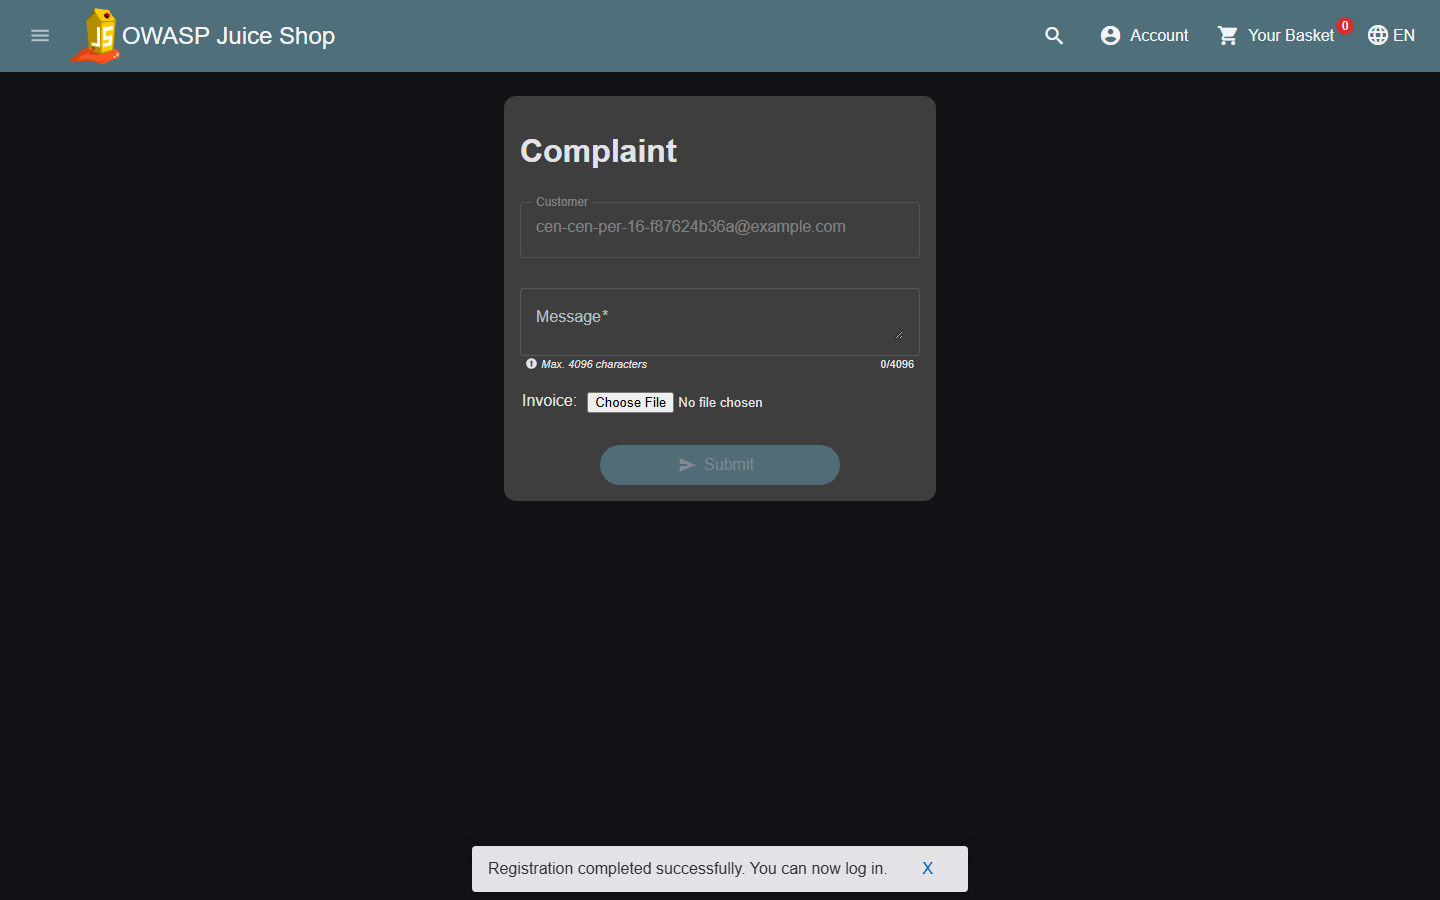 OWASP Juice Shop
Account
Your Basket
0
EN
Complaint
Customer
cen-cen-per-16-f87624b36a@example.com
Message*
Max. 4096 characters
0/4096
Invoice: Choose File No file chosen
Submit
Registration completed successfully. You can now log in.
X